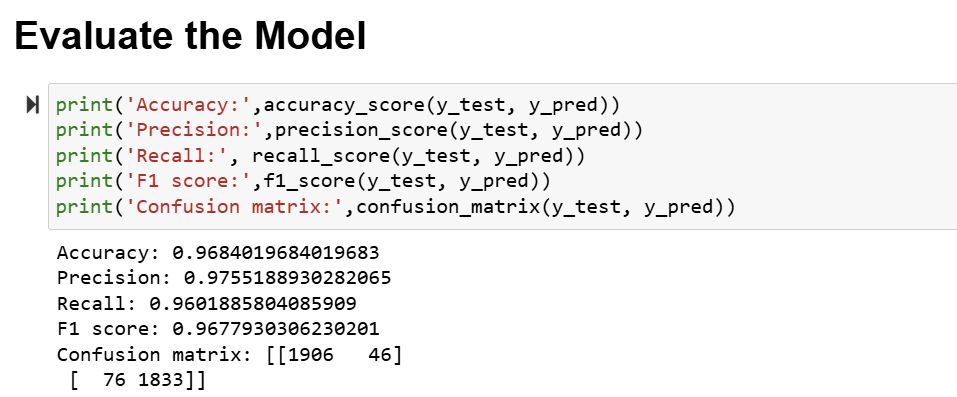 Evaluate the Model
print('Accuracy:',accuracy_score(y_test, y_pred))
print('Precision:',precision_score(y_test, y_pred))
print('Recall:', recall_score(y_test, y_pred))
print('F1 score:',f1_score(y_test, y_pred))
print('Confusion matrix:',confusion_matrix(y_test, y_pred))
Accuracy: 0.9684019684019683
Precision: 0.9755188930282065
Recall: 0.9601885804085909
F1 score: 0.9677930306230201
Confusion matrix: [[1906   46]
 [  76 1833]]